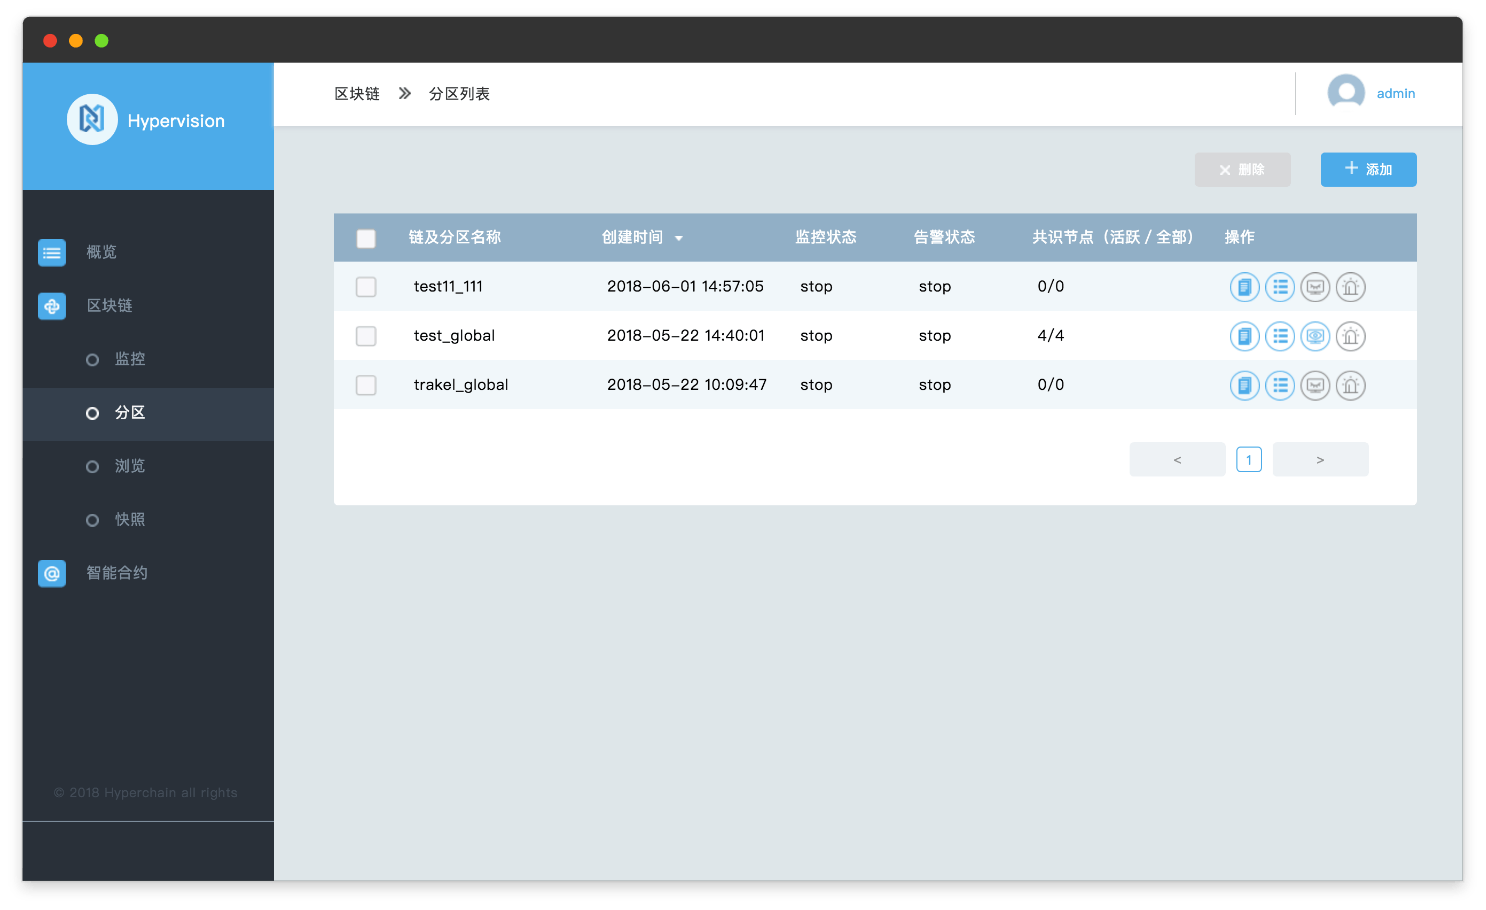 Hypervision
区块链 分区列表
admin
删除 添加
概览
区块链
监控
分区
浏览
快照
智能合约
© 2018 Hyperchain all rights
链及分区名称 创建时间 监控状态 告警状态 共识节点（活跃 / 全部） 操作
test11_111 2018-06-01 14:57:05 stop stop 0/0
test_global 2018-05-22 14:40:01 stop stop 4/4
trakel_global 2018-05-22 10:09:47 stop stop 0/0
< 1 >